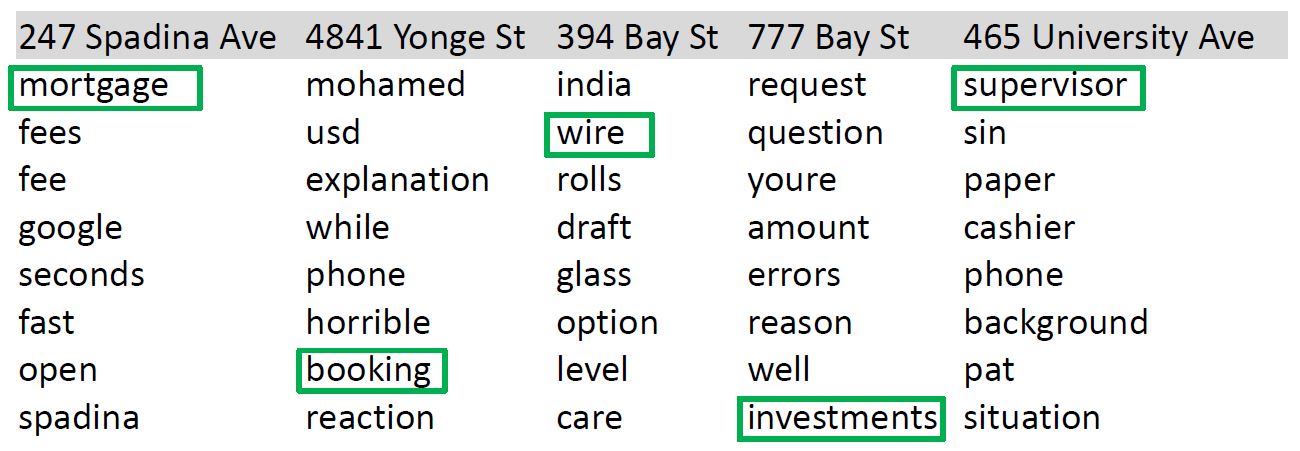 247 Spadina Ave 4841 Yonge St 394 Bay St 777 Bay St 465 University Ave
mortgage mohamed india request supervisor
fees usd wire question sin
fee explanation rolls youre paper
google while draft amount cashier
seconds phone glass errors phone
fast horrible option reason background
open booking level well pat
spadina reaction care investments situation